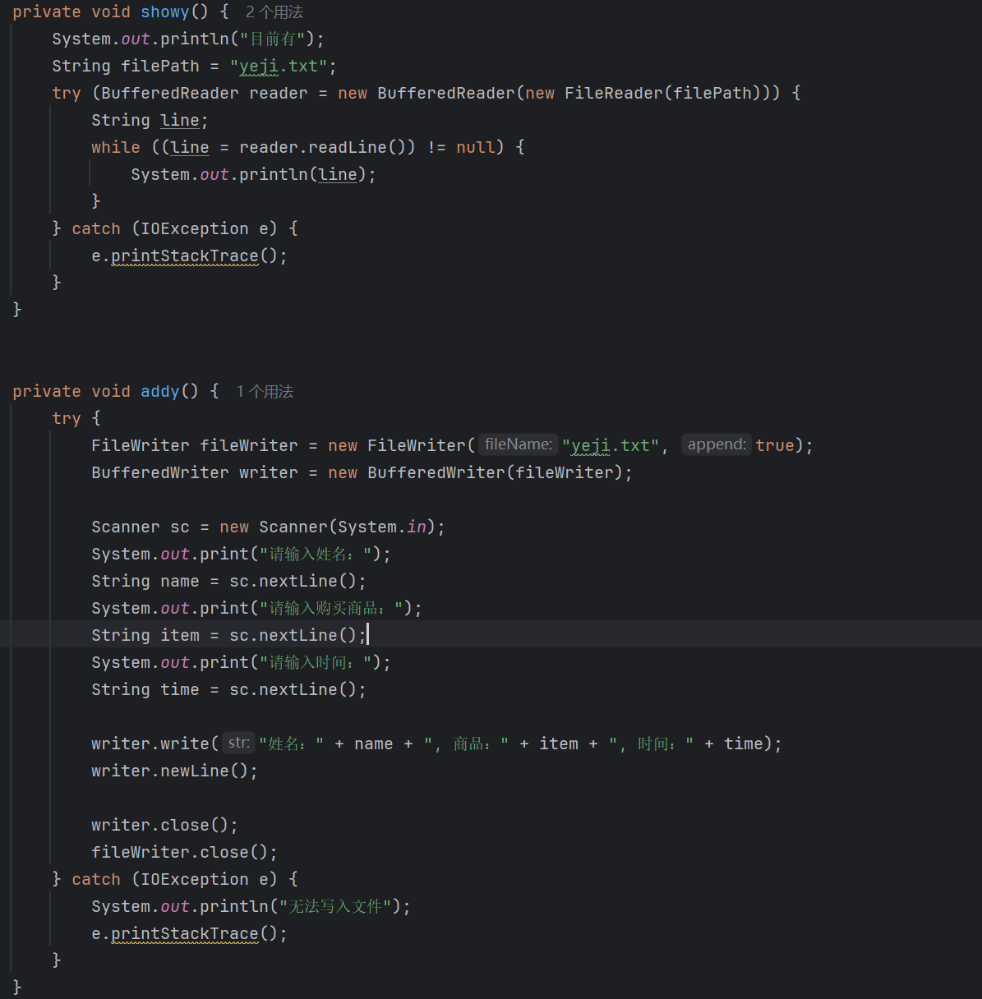 private void showy() {  2 个用法
    System.out.println("目前有");
    String filePath = "yeji.txt";
    try (BufferedReader reader = new BufferedReader(new FileReader(filePath))) {
        String line;
        while ((line = reader.readLine()) != null) {
            System.out.println(line);
        }
    } catch (IOException e) {
        e.printStackTrace();
    }
}
private void addy() {  1 个用法
    try {
        FileWriter fileWriter = new FileWriter( fileName: "yeji.txt",  append: true);
        BufferedWriter writer = new BufferedWriter(fileWriter);
        Scanner sc = new Scanner(System.in);
        System.out.print("请输入姓名：");
        String name = sc.nextLine();
        System.out.print("请输入购买商品：");
        String item = sc.nextLine();
        System.out.print("请输入时间：");
        String time = sc.nextLine();
        writer.write( str: "姓名：" + name + ", 商品：" + item + ", 时间：" + time);
        writer.newLine();
        writer.close();
        fileWriter.close();
    } catch (IOException e) {
        System.out.println("无法写入文件");
        e.printStackTrace();
    }
}